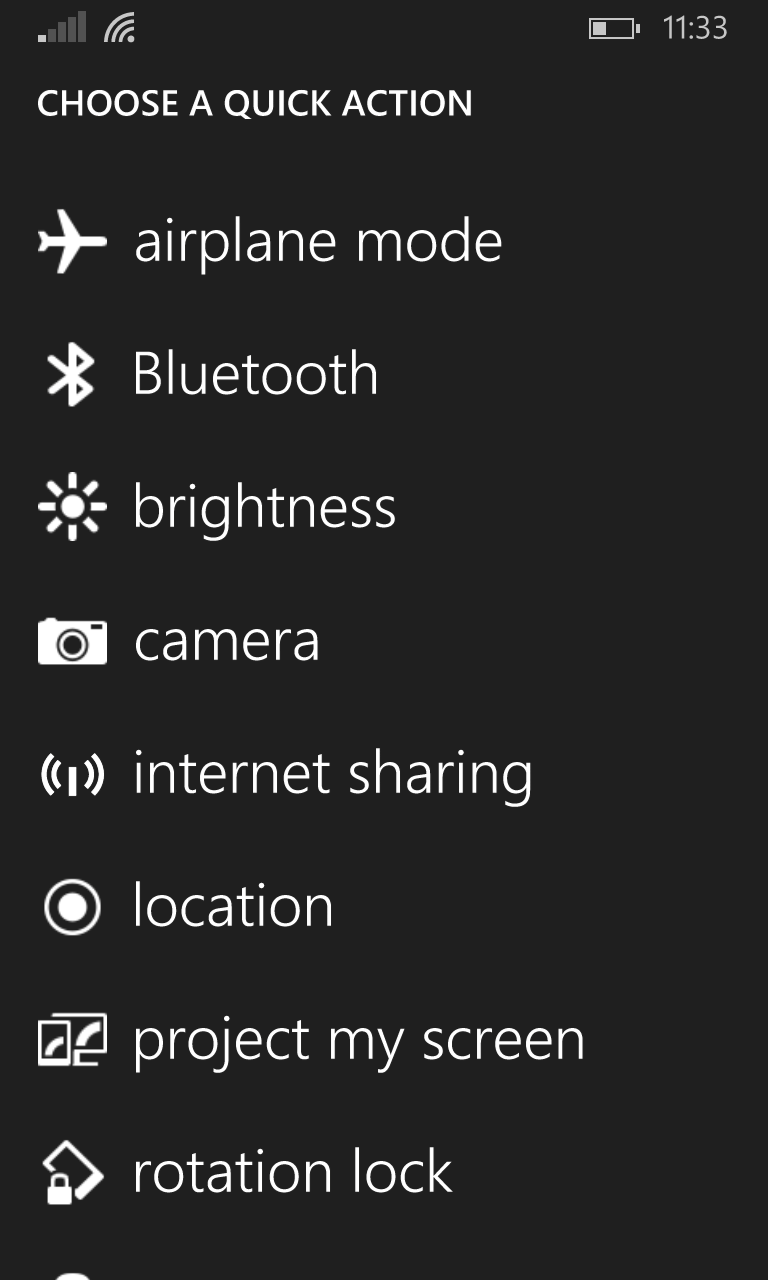 11:33
CHOOSE A QUICK ACTION
airplane mode
Bluetooth
brightness
camera
internet sharing
location
project my screen
rotation lock